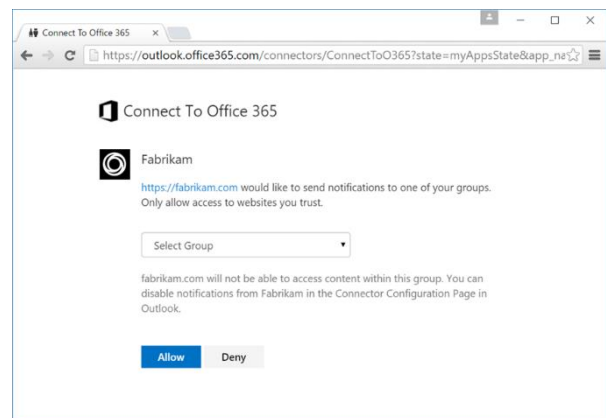 Connect To Office 365
https://outlook.office365.com/connectors/ConnectToO365?state=myAppsState&app_na
Connect To Office 365
Fabrikam
https://fabrikam.com would like to send notifications to one of your groups.
Only allow access to websites you trust.
Select Group
fabrikam.com will not be able to access content within this group. You can
disable notifications from Fabrikam in the Connector Configuration Page in
Outlook.
Allow Deny